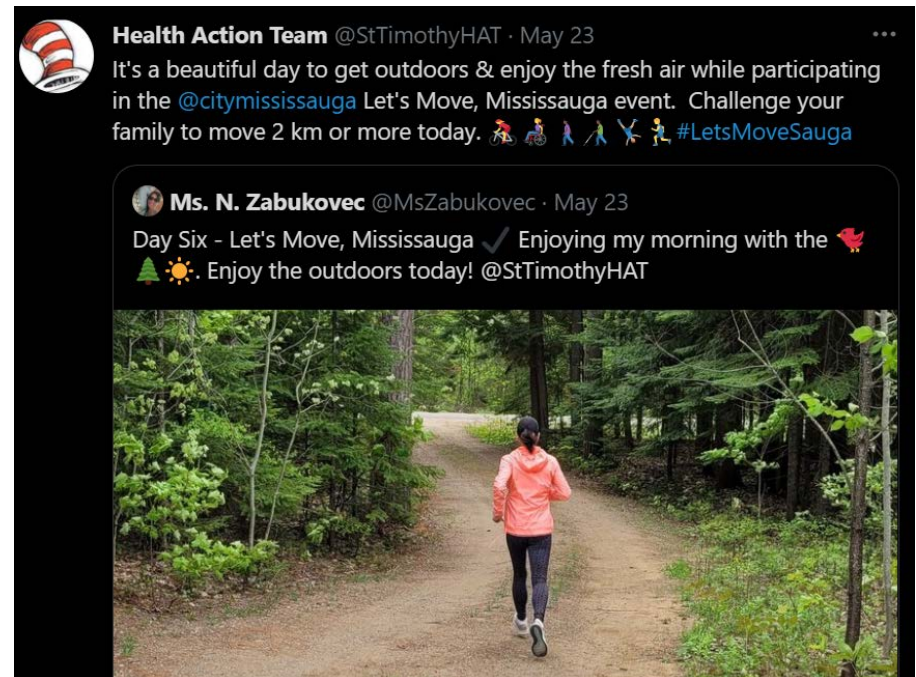 Health Action Team @StTimothyHAT · May 23
It's a beautiful day to get outdoors & enjoy the fresh air while participating
in the @citymississauga Let's Move, Mississauga event.  Challenge your
family to move 2 km or more today. 🚴 👩‍🦽 🚶 👨‍🦯 🤸 🏃 #LetsMoveSauga
Ms. N. Zabukovec @MsZabukovec · May 23
Day Six - Let's Move, Mississauga ✔️ Enjoying my morning with the 🐦
🌲☀️. Enjoy the outdoors today! @StTimothyHAT